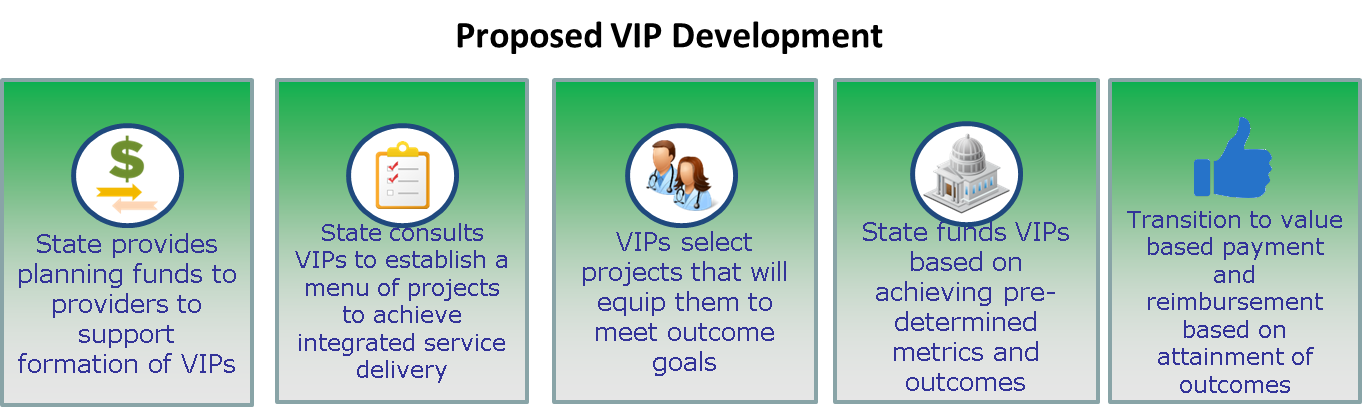 Proposed VIP Development
State provides
planning funds to
providers to
support
formation of VIPs
State consults
VIPs to establish a
menu of projects
to achieve
integrated service
delivery
VIPs select
projects that will
equip them to
meet outcome
goals
State funds VIPs
based on
achieving pre-
determined
metrics and
outcomes
Transition to value
based payment
and
reimbursement
based on
attainment of
outcomes